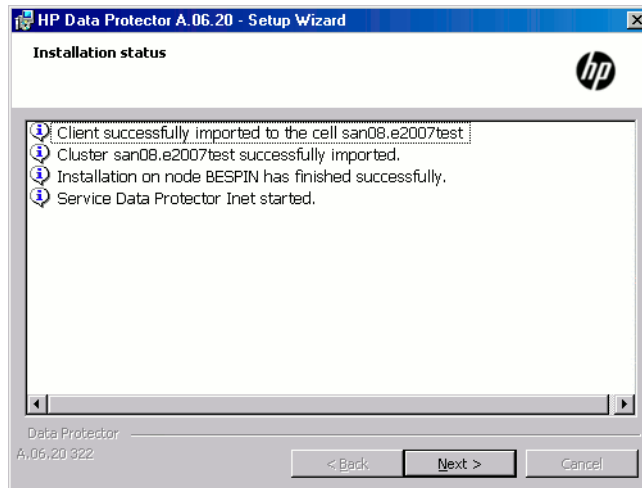 HP Data Protector A.06.20 - Setup Wizard
Installation status
hp
Client successfully imported to the cell san08.e2007test
Cluster san08.e2007test successfully imported.
Installation on node BESPIN has finished successfully.
Service Data Protector Inet started.
Data Protector
A.06.20 322
< Back
Next >
Cancel